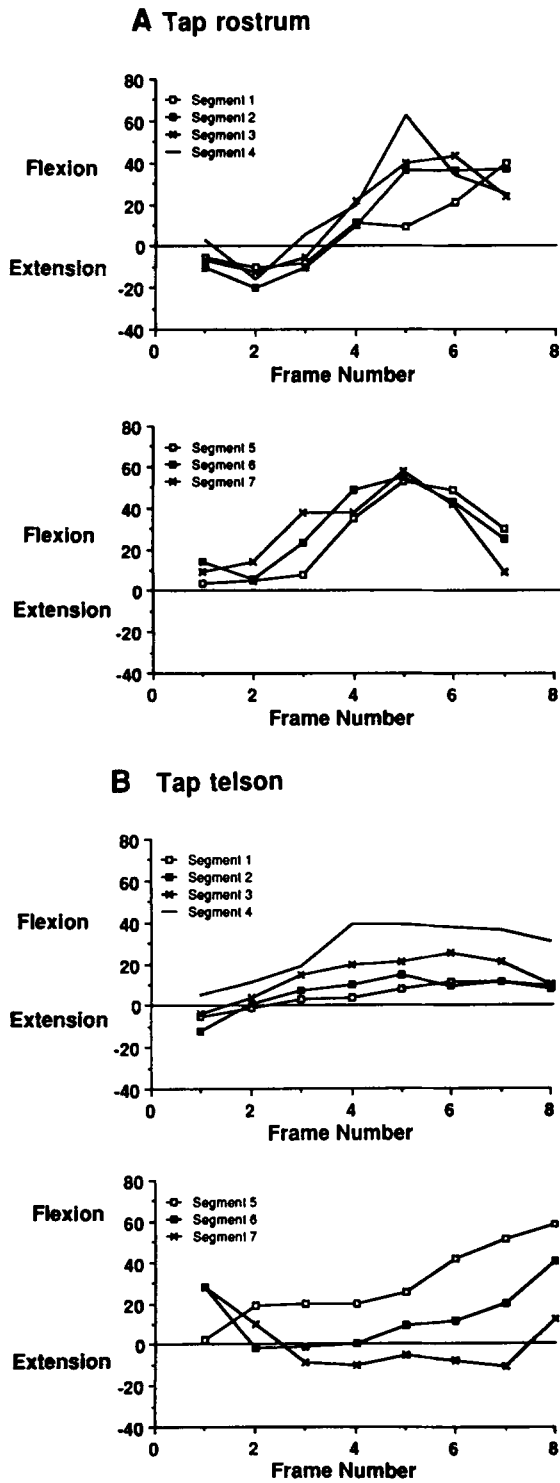 A Tap rostrum
80
Segment 1
Segment 2
60
Segment 3
Segment 4
40
Flexion
20
0
Extension
-20
-40
0 2 4 6 8
Frame Number
80
Segment 5
Segment 6
60
Segment 7
40
Flexion
20
0
Extension
-20
-40
0 2 4 6 8
Frame Number
B Tap telson
80
Segment 1
Segment 2
60
Segment 3
Segment 4
40
Flexion
20
0
Extension
-20
-40
0 2 4 6 8
Frame Number
80
Segment 5
Flexion
Segment 6
60
Segment 7
40
20
0
Extension
-20
-40
0 2 4 6 8
Frame Number